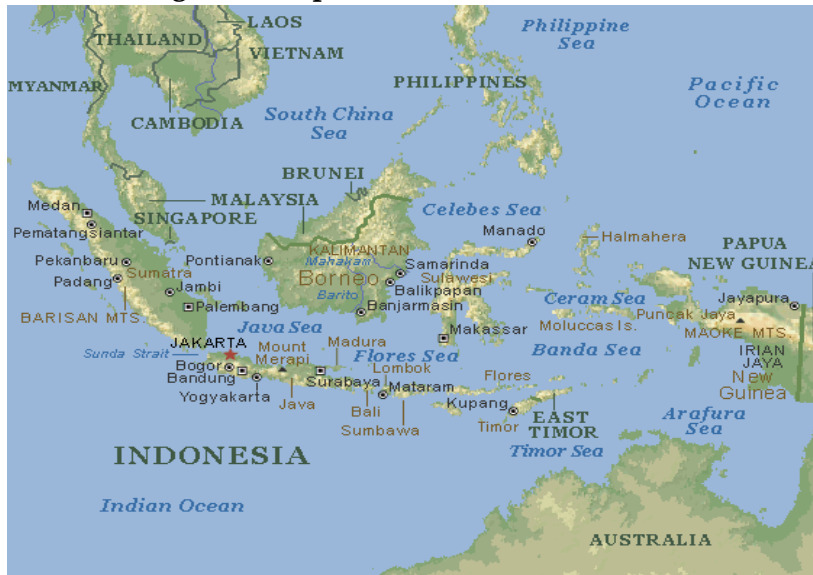 LAOS
Philippine
Sea
THAILAND
VIETNAM
MYANMAR
PHILIPPINES
Pacific
Ocean
CAMBODIA
South China
Sea
BRUNEI
MALAYSIA
SINGAPORE
Medan
Pematangsiantar
Celebes Sea
Manado
Halmahera
PAPUA
NEW GUINEA
Pekanbaru
Padang
Sumatra
Jambi
Pontianak
KALIMANTAN
Mahakam
Borneo
Barito
Samarinda
Balikpapan
Banjarmasin
Sulawesi
Palembang
BARISAN MTS.
Ceram Sea
Moluccas Is.
Jayapura
Puncak Jaya
MAOKE MTS.
Java Sea
Makassar
JAKARTA
Sunda Strait
Mount
Merapi
Madura
Flores Sea
Banda Sea
IRIAN
JAYA
New
Guinea
Bogor
Bandung
Yogyakarta
Surabaya
Lombok
Mataram
Flores
Java
Bali
Sumbawa
Kupang
Timor
EAST
TIMOR
Timor Sea
Arafura
Sea
INDONESIA
Indian Ocean
AUSTRALIA